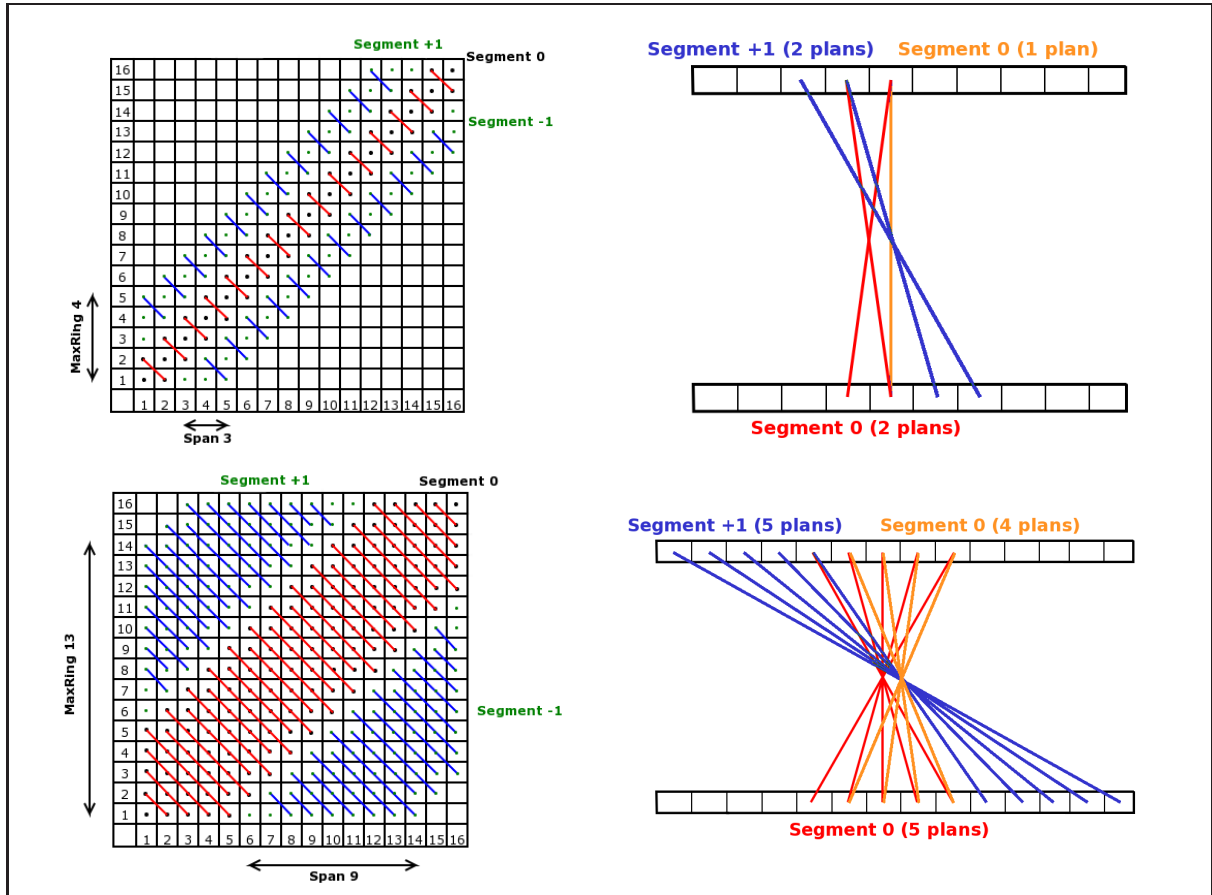 Segment +1
Segment 0
Segment -1
16
15
14
13
12
11
10
9
8
7
6
5
4
3
2
1
MaxRing 4
1 2 3 4 5 6 7 8 9 10 11 12 13 14 15 16
Span 3
Segment +1 (2 plans) Segment 0 (1 plan)
Segment 0 (2 plans)
Segment +1 Segment 0
Segment -1
16
15
14
13
12
11
10
9
8
7
6
5
4
3
2
1
MaxRing 13
1 2 3 4 5 6 7 8 9 10 11 12 13 14 15 16
Span 9
Segment +1 (5 plans) Segment 0 (4 plans)
Segment 0 (5 plans)